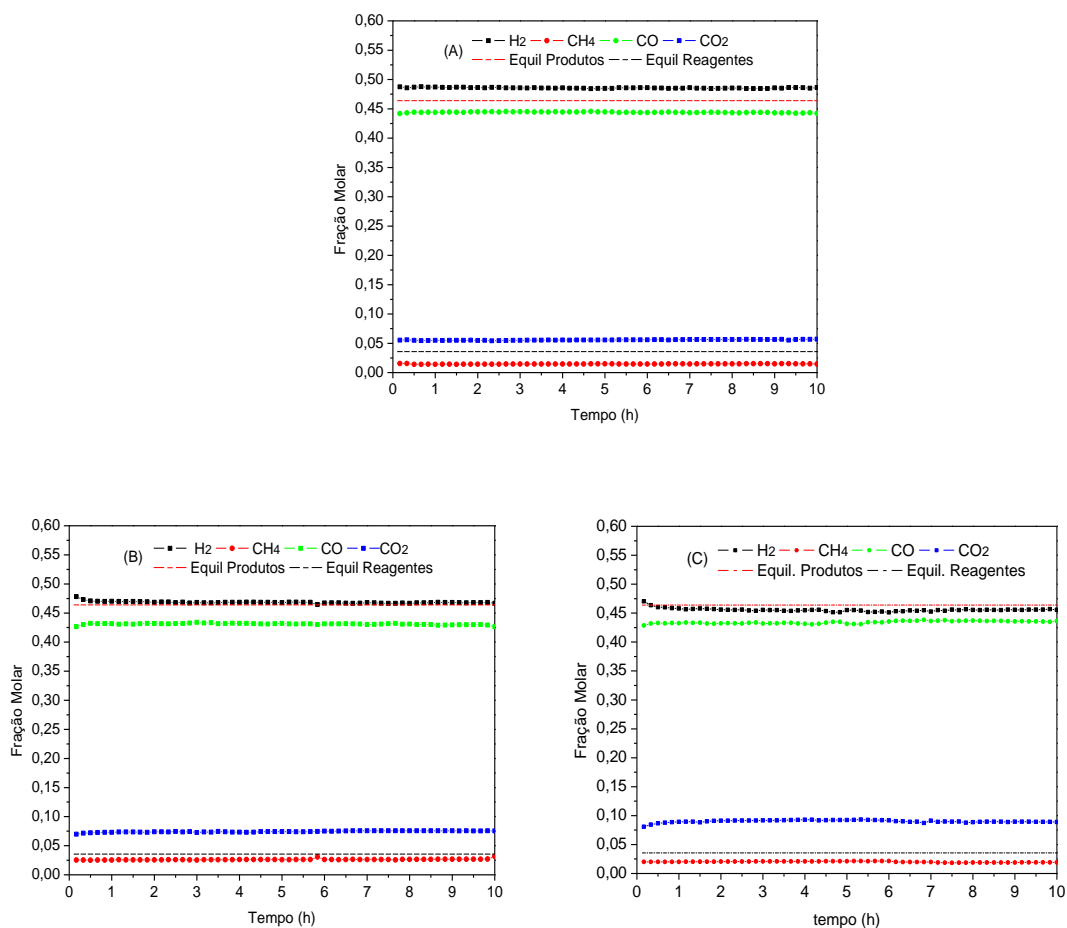 (A)
H2 CH4 CO CO2
Equil Produtos Equil Reagentes
0,60
0,55
0,50
0,45
0,40
0,35
0,30
0,25
0,20
0,15
0,10
0,05
0,00
Fração Molar
0 1 2 3 4 5 6 7 8 9 10
Tempo (h)
(B)
H2 CH4 CO CO2
Equil Produtos Equil Reagentes
0,60
0,55
0,50
0,45
0,40
0,35
0,30
0,25
0,20
0,15
0,10
0,05
0,00
Fração Molar
0 1 2 3 4 5 6 7 8 9 10
Tempo (h)
(C)
H2 CH4 CO CO2
Equil. Produtos Equil. Reagentes
0,60
0,55
0,50
0,45
0,40
0,35
0,30
0,25
0,20
0,15
0,10
0,05
0,00
Fração Molar
0 1 2 3 4 5 6 7 8 9 10
tempo (h)